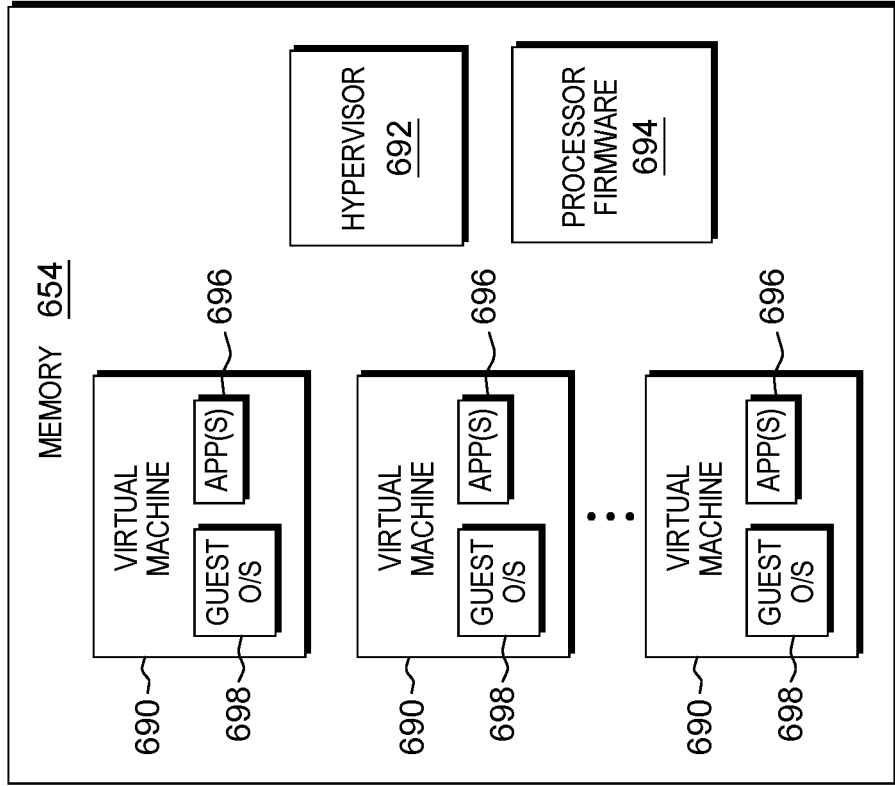 MEMORY 654
690
VIRTUAL
MACHINE
GUEST
O/S
APP(S)
698
696
690
VIRTUAL
MACHINE
GUEST
O/S
APP(S)
698
696
• • •
690
VIRTUAL
MACHINE
GUEST
O/S
APP(S)
698
696
HYPERVISOR
692
PROCESSOR
FIRMWARE
694